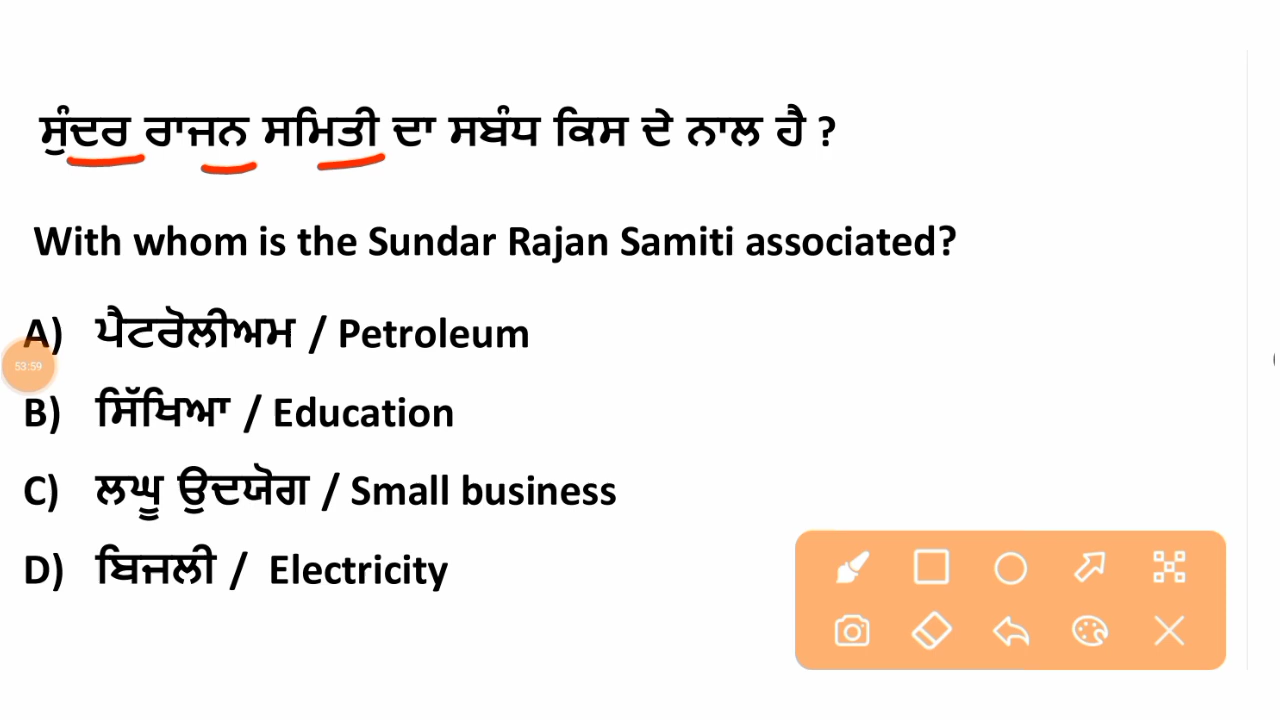 ਸੁੰਦਰ ਰਾਜਨ ਸਮਿਤੀ ਦਾ ਸਬੰਧ ਕਿਸ ਦੇ ਨਾਲ ਹੈ ?
With whom is the Sundar Rajan Samiti associated?
A) ਪੈਟਰੋਲੀਅਮ / Petroleum
53:59
B) ਸਿੱਖਿਆ / Education
C) ਲਘੂ ਉਦਯੋਗ / Small business
D) ਬਿਜਲੀ / Electricity